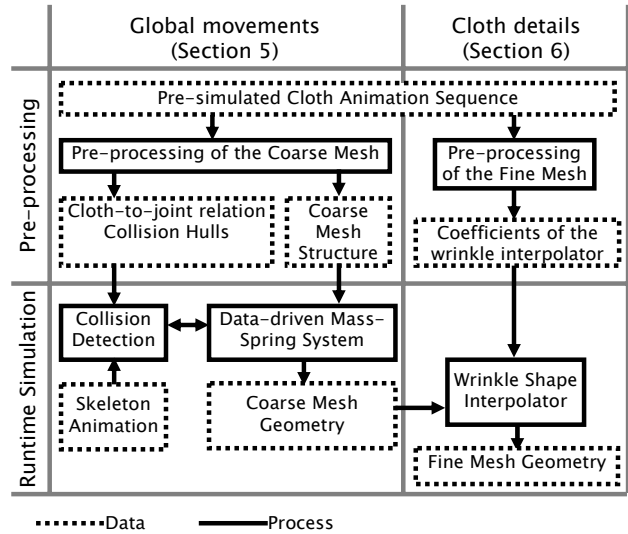 Global movements
(Section 5)
Cloth details
(Section 6)
Pre-processing
Pre-simulated Cloth Animation Sequence
Pre-processing of the Coarse Mesh
Pre-processing
of the Fine Mesh
Cloth-to-joint relation
Collision Hulls
Coarse
Mesh
Structure
Coefficients of the
wrinkle interpolator
Runtime Simulation
Collision
Detection
Data-driven Mass-
Spring System
Wrinkle Shape
Interpolator
Skeleton
Animation
Coarse Mesh
Geometry
Fine Mesh Geometry
Data
Process